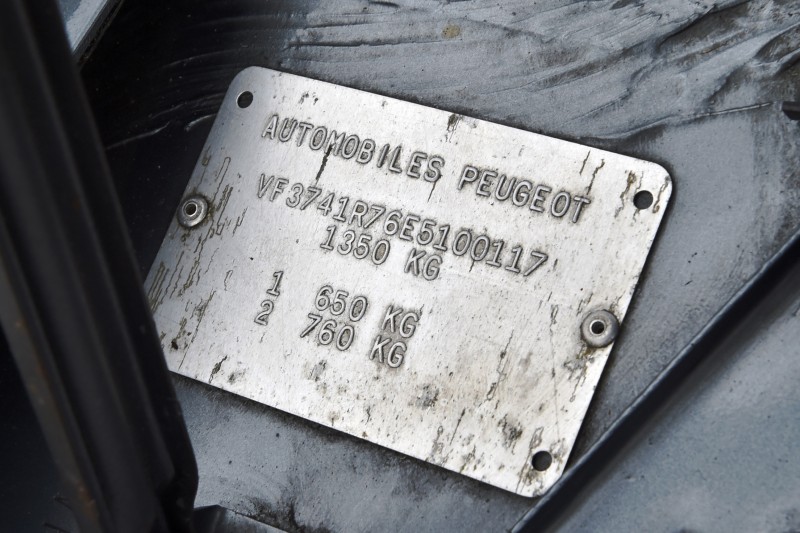 AUTOMOBILES PEUGEOT
VF3741R76E5100117
1350 KG
1 650 KG
2 760 KG